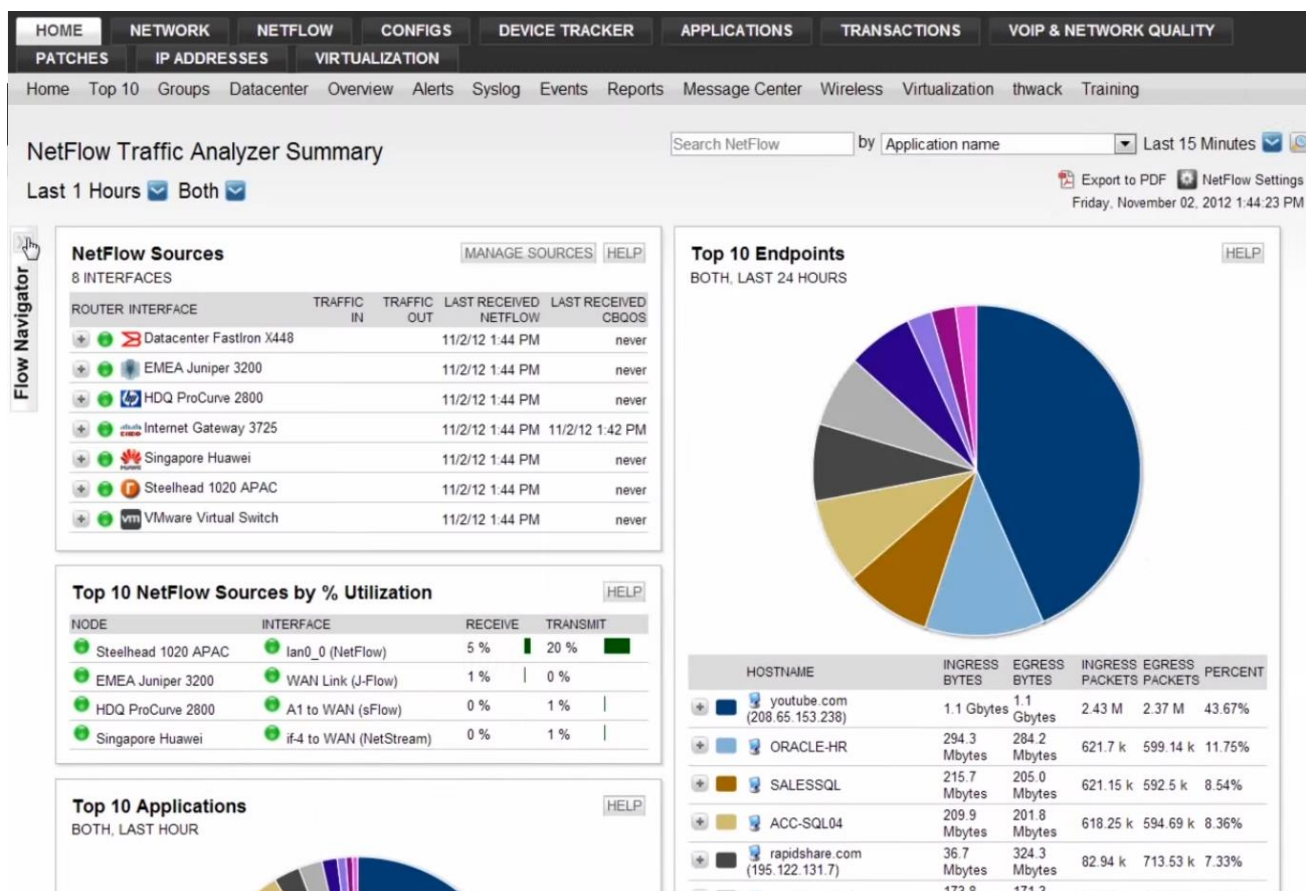 HOME NETWORK NETFLOW CONFIGS DEVICE TRACKER APPLICATIONS TRANSACTIONS VOIP & NETWORK QUALITY
PATCHES IP ADDRESSES VIRTUALIZATION
Home Top 10 Groups Datacenter Overview Alerts Syslog Events Reports Message Center Wireless Virtualization thwack Training
NetFlow Traffic Analyzer Summary
Search NetFlow by Application name Last 15 Minutes
Last 1 Hours Both
Export to PDF NetFlow Settings
Friday, November 02, 2012 1:44:23 PM
Flow Navigator
NetFlow Sources MANAGE SOURCES HELP
8 INTERFACES
ROUTER INTERFACE TRAFFIC IN TRAFFIC OUT LAST RECEIVED NETFLOW LAST RECEIVED CBQOS
Datacenter FastIron X448 11/2/12 1:44 PM never
EMEA Juniper 3200 11/2/12 1:44 PM never
hp HDQ ProCurve 2800 11/2/12 1:44 PM never
Internet Gateway 3725 11/2/12 1:44 PM 11/2/12 1:42 PM
Singapore Huawei 11/2/12 1:44 PM never
Steelhead 1020 APAC 11/2/12 1:44 PM never
vm VMware Virtual Switch 11/2/12 1:44 PM never
Top 10 NetFlow Sources by % Utilization HELP
NODE INTERFACE RECEIVE TRANSMIT
Steelhead 1020 APAC lan0_0 (NetFlow) 5 % 20 %
EMEA Juniper 3200 WAN Link (J-Flow) 1 % 0 %
HDQ ProCurve 2800 A1 to WAN (sFlow) 0 % 1 %
Singapore Huawei if-4 to WAN (NetStream) 0 % 1 %
Top 10 Applications HELP
BOTH, LAST HOUR
Top 10 Endpoints HELP
BOTH, LAST 24 HOURS
HOSTNAME INGRESS BYTES EGRESS BYTES INGRESS PACKETS EGRESS PACKETS PERCENT
youtube.com (208.65.153.238) 1.1 Gbytes 1.1 Gbytes 2.43 M 2.37 M 43.67%
ORACLE-HR 294.3 Mbytes 284.2 Mbytes 621.7 k 599.14 k 11.75%
SALESSQL 215.7 Mbytes 205.0 Mbytes 621.15 k 592.5 k 8.54%
ACC-SQL04 209.9 Mbytes 201.8 Mbytes 618.25 k 594.69 k 8.36%
rapidshare.com (195.122.131.7) 36.7 Mbytes 324.3 Mbytes 82.94 k 713.53 k 7.33%
173.8 171.3